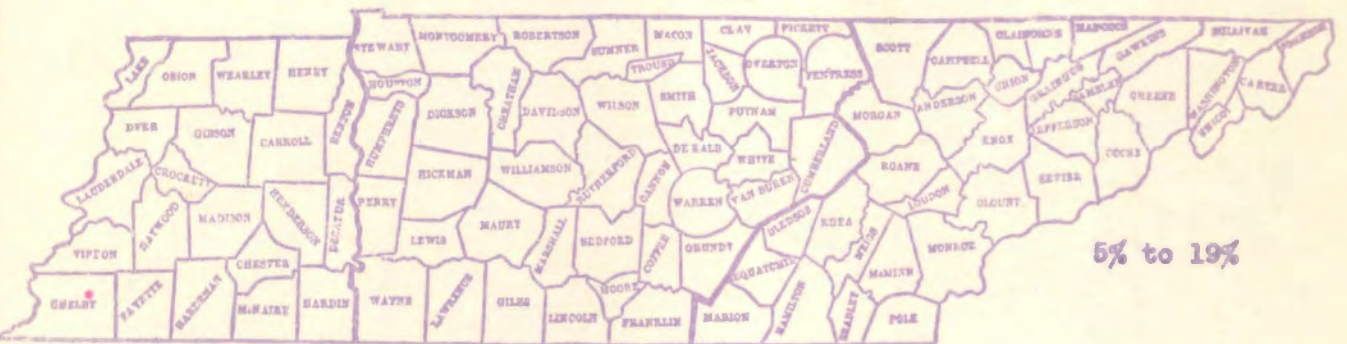 STEWART MONTGOMERY ROBERTSON SUMNER MACON CLAY PICKETT SCOTT CAMPBELL CLAIBORNE HANCOCK HAWKINS SULLIVAN JOHNSON
LAKE OBION WEAKLEY HENRY HOUSTON CHEATHAM TROUSD JACKSON OVERTON FENTRESS UNION GRAINGER HAMBLEN GREENE WASHINGTON CARTER
BENTON HUMPHREYS DICKSON DAVIDSON WILSON SMITH PUTNAM MORGAN ANDERSON KNOX JEFFERSON UNICOI
DYER GIBSON CARROLL DE KALB WHITE CUMBERLAND ROANE COCKE
LAUDERDALE CROCKETT HICKMAN WILLIAMSON RUTHERFORD CANNON WARREN VAN BUREN LOUDON BLOUNT SEVIER
HAYWOOD MADISON HENDERSON DECATUR PERRY LEWIS MAURY MARSHALL BEDFORD COFFEE GRUNDY BLEDSOE RHEA MEIGS MONROE
TIPTON CHESTER MOORE SEQUATCHIE MCMINN 5% to 19%
SHELBY FAYETTE HARDEMAN McNAIRY HARDIN WAYNE LAWRENCE GILES LINCOLN FRANKLIN MARION HAMILTON BRADLEY POLK